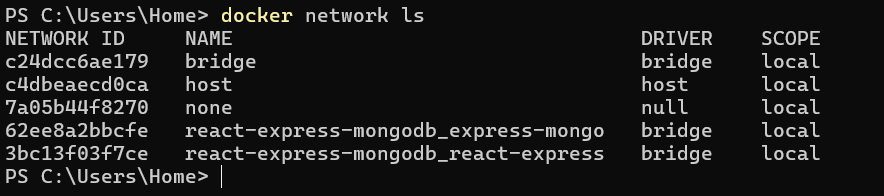 PS C:\Users\Home> docker network ls
NETWORK ID     NAME                                  DRIVER    SCOPE
c24dcc6ae179   bridge                                bridge    local
c4dbeaecd0ca   host                                  host      local
7a05b44f8270   none                                  null      local
62ee8a2bbcfe   react-express-mongodb_express-mongo   bridge    local
3bc13f03f7ce   react-express-mongodb_react-express   bridge    local
PS C:\Users\Home>